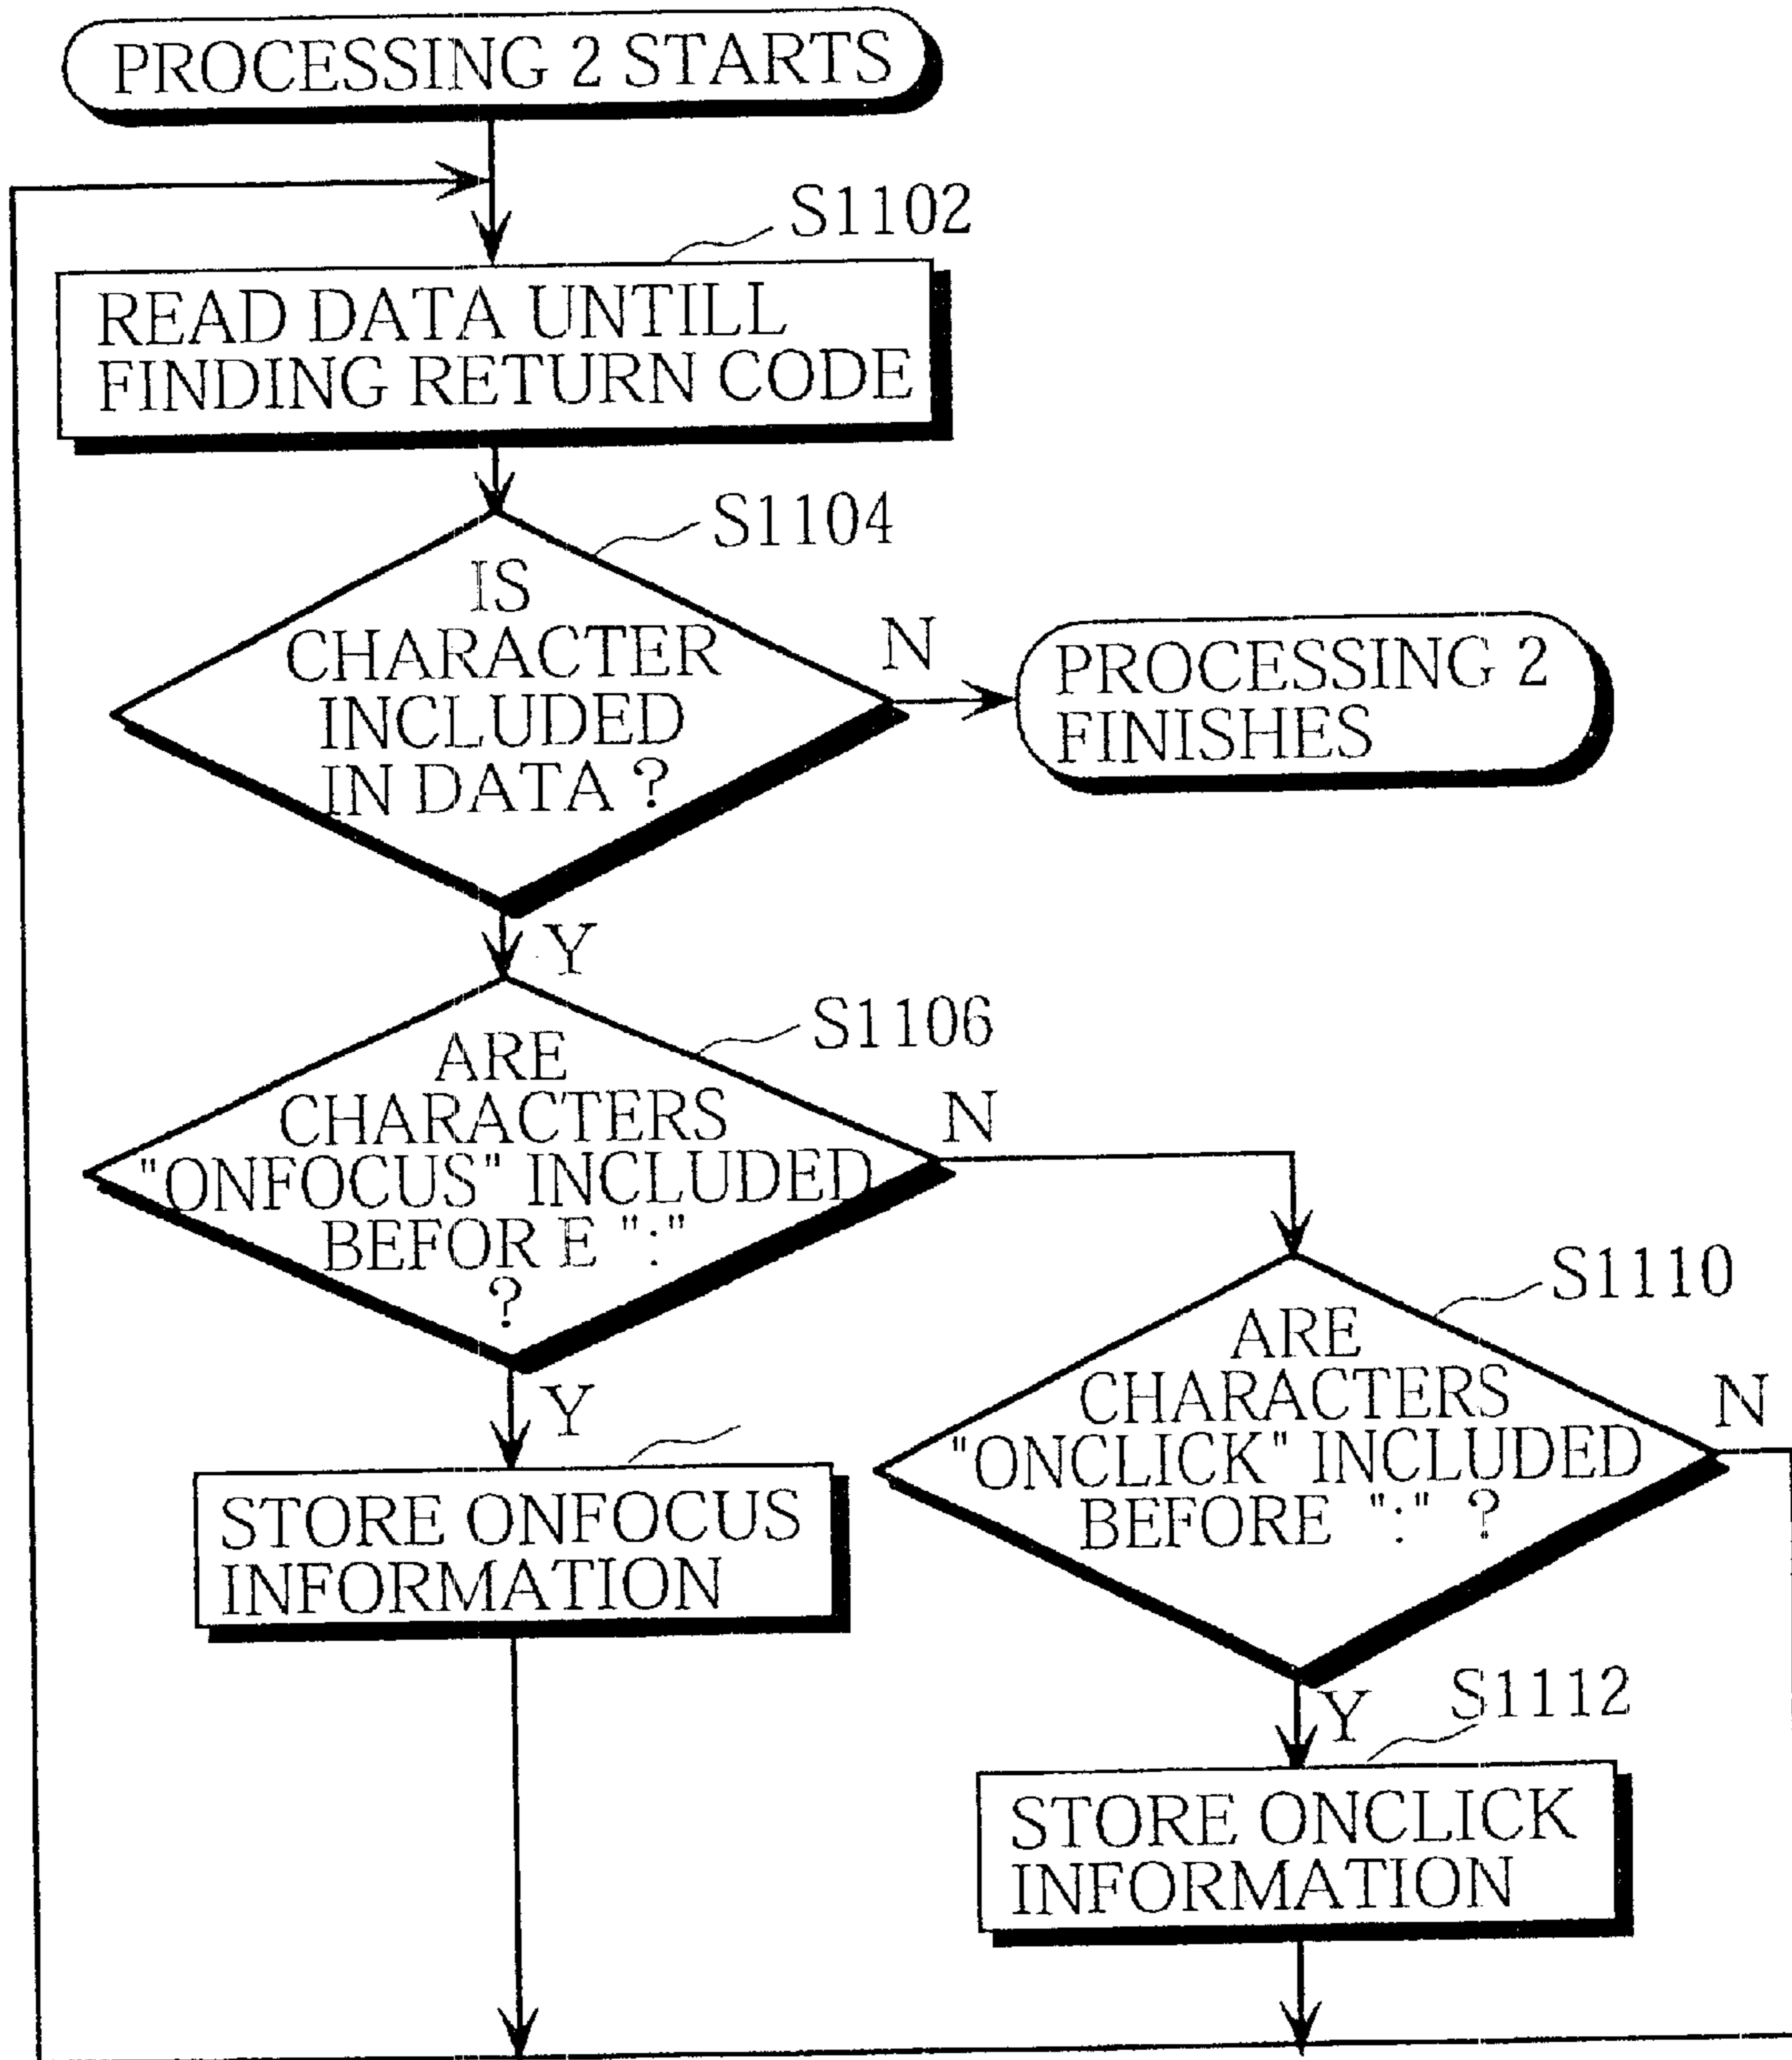 PROCESSING 2 STARTS
S1102
READ DATA UNTILL
FINDING RETURN CODE
S1104
IS
CHARACTER
INCLUDED
IN DATA ?
N
PROCESSING 2
FINISHES
Y
S1106
ARE
CHARACTERS
"ONFOCUS" INCLUDED
BEFOR E ":"
?
N
Y
STORE ONFOCUS
INFORMATION
S1110
ARE
CHARACTERS
"ONCLICK" INCLUDED
BEFORE ":" ?
N
Y
S1112
STORE ONCLICK
INFORMATION